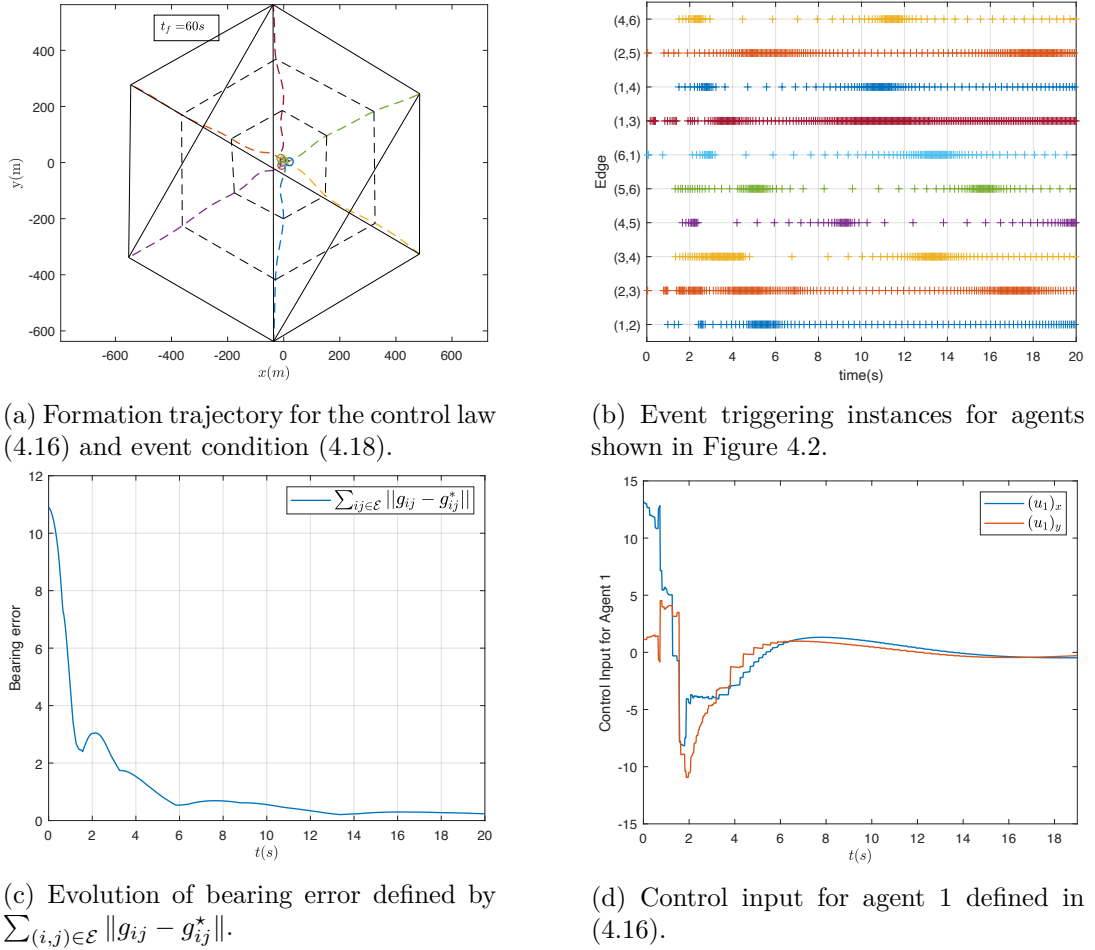 t_f =60s
400
200
0
-200
-400
-600
y(m)
-600 -400 -200 0 200 400 600
x(m)
(4,6)
(2,5)
(1,4)
(1,3)
(6,1)
(5,6)
(4,5)
(3,4)
(2,3)
(1,2)
Edge
0 2 4 6 8 10 12 14 16 18 20
time(s)
(a) Formation trajectory for the control law
(4.16) and event condition (4.18).
(b) Event triggering instances for agents
shown in Figure 4.2.
12
10
8
6
4
2
0
Bearing error
∑_{ij∈ℰ} ||g_{ij} − g*_{ij}||
0 2 4 6 8 10 12 14 16 18 20
t(s)
15
10
5
0
-5
-10
-15
Control Input for Agent 1
(u_1)_x
(u_1)_y
0 2 4 6 8 10 12 14 16 18
t(s)
(c) Evolution of bearing error defined by
∑_{(i,j)∈ℰ} ‖g_{ij} − g⋆_{ij}‖.
(d) Control input for agent 1 defined in
(4.16).